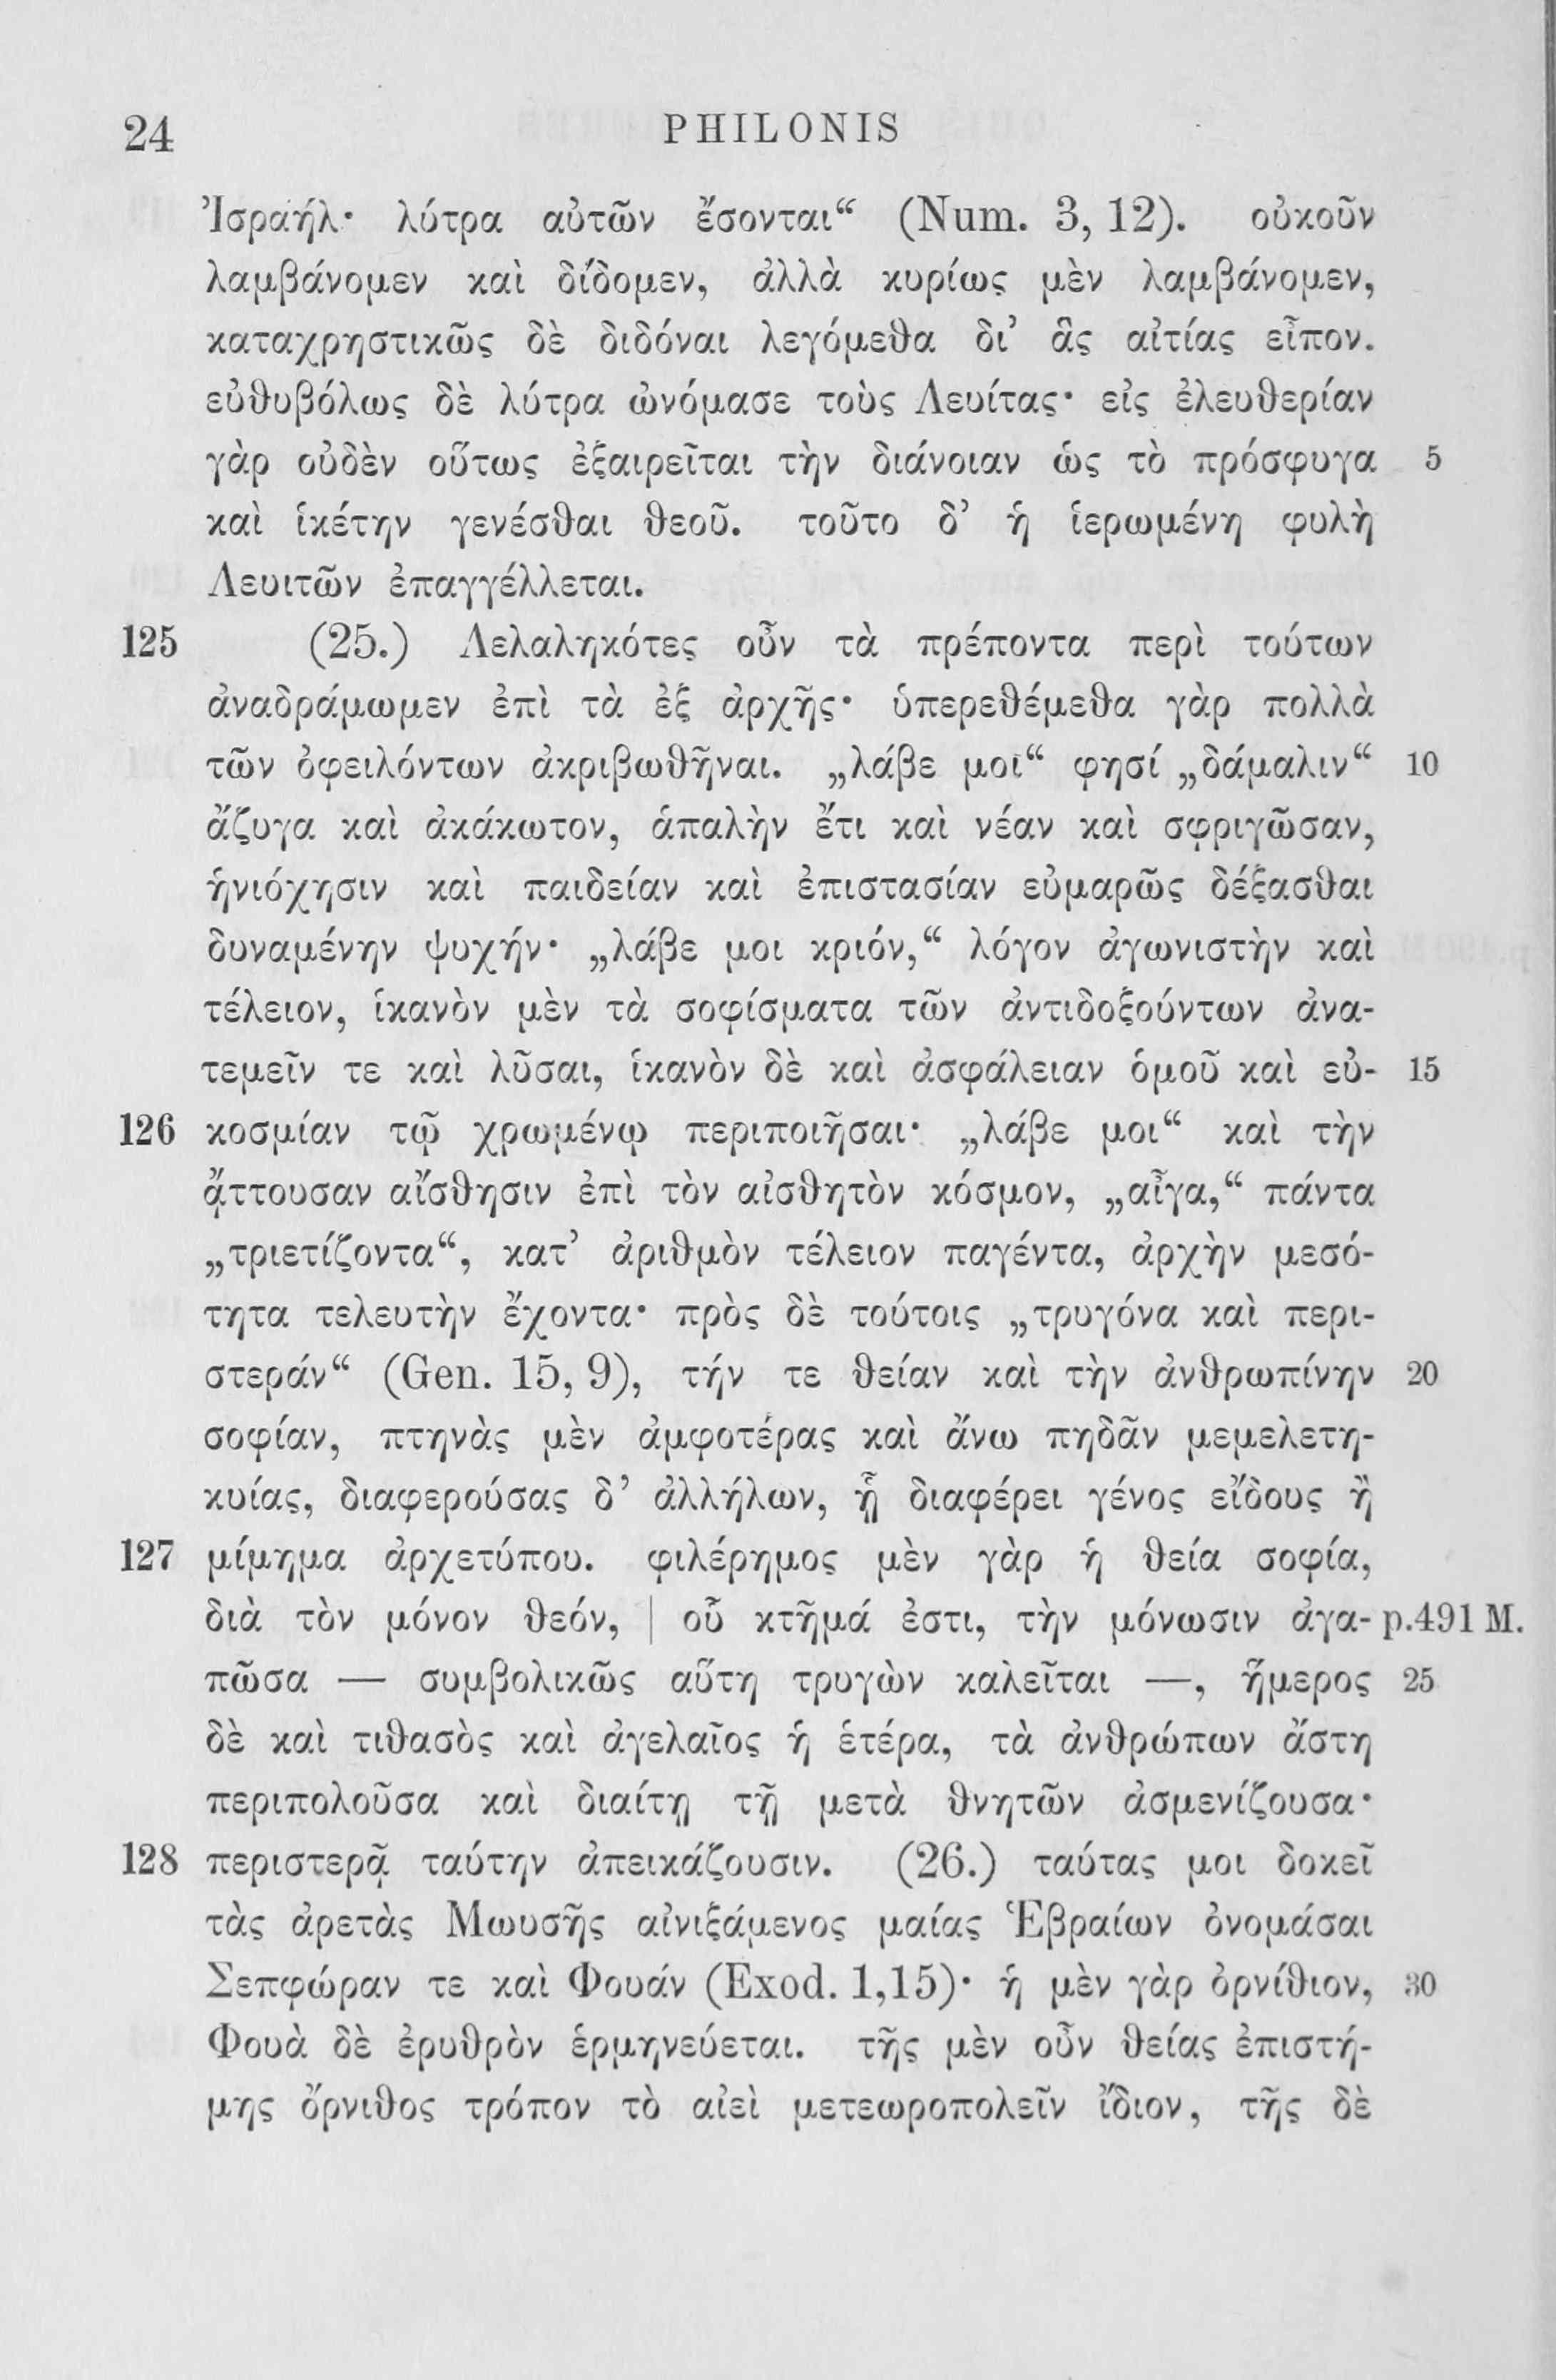 24 PHILONIS
Ἰσραήλ· λύτρα αὐτῶν ἔσονται“ (Num. 3, 12). οὐκοῦν
λαμβάνομεν καὶ δίδομεν, ἀλλὰ κυρίως μὲν λαμβάνομεν,
καταχρηστικῶς δὲ διδόναι λεγόμεθα δι’ ἃς αἰτίας εἶπον.
εὐθυβόλως δὲ λύτρα ὠνόμασε τοὺς Λευίτας· εἰς ἐλευθερίαν
γὰρ οὐδὲν οὕτως ἐξαιρεῖται τὴν διάνοιαν ὡς τὸ πρόσφυγα 5
καὶ ἱκέτην γενέσθαι θεοῦ. τοῦτο δ’ ἡ ἱερωμένη φυλὴ
Λευιτῶν ἐπαγγέλλεται.
125 (25.) Λελαληκότες οὖν τὰ πρέποντα περὶ τούτων
ἀναδράμωμεν ἐπὶ τὰ ἐξ ἀρχῆς· ὑπερεθέμεθα γὰρ πολλὰ
τῶν ὀφειλόντων ἀκριβωθῆναι. „λάβε μοι“ φησί „δάμαλιν“ 10
ἄζυγα καὶ ἀκάκωτον, ἁπαλὴν ἔτι καὶ νέαν καὶ σφριγῶσαν,
ἡνιόχησιν καὶ παιδείαν καὶ ἐπιστασίαν εὐμαρῶς δέξασθαι
δυναμένην ψυχήν· „λάβε μοι κριόν,“ λόγον ἀγωνιστὴν καὶ
τέλειον, ἱκανὸν μὲν τὰ σοφίσματα τῶν ἀντιδοξούντων ἀνα-
τεμεῖν τε καὶ λῦσαι, ἱκανὸν δὲ καὶ ἀσφάλειαν ὁμοῦ καὶ εὐ- 15
126 κοσμίαν τῷ χρωμένῳ περιποιῆσαι· „λάβε μοι“ καὶ τὴν
ᾄττουσαν αἴσθησιν ἐπὶ τὸν αἰσθητὸν κόσμον, „αἶγα,“ πάντα
„τριετίζοντα“, κατ’ ἀριθμὸν τέλειον παγέντα, ἀρχὴν μεσό-
τητα τελευτὴν ἔχοντα· πρὸς δὲ τούτοις „τρυγόνα καὶ περι-
στεράν“ (Gen. 15, 9), τήν τε θείαν καὶ τὴν ἀνθρωπίνην 20
σοφίαν, πτηνὰς μὲν ἀμφοτέρας καὶ ἄνω πηδᾶν μεμελετη-
κυίας, διαφερούσας δ’ ἀλλήλων, ᾗ διαφέρει γένος εἴδους ἢ
127 μίμημα ἀρχετύπου. φιλέρημος μὲν γὰρ ἡ θεία σοφία,
διὰ τὸν μόνον θεόν, | οὗ κτῆμά ἐστι, τὴν μόνωσιν ἀγα- p.491 M.
πῶσα — συμβολικῶς αὕτη τρυγὼν καλεῖται —, ἥμερος 25
δὲ καὶ τιθασὸς καὶ ἀγελαῖος ἡ ἑτέρα, τὰ ἀνθρώπων ἄστη
περιπολοῦσα καὶ διαίτῃ τῇ μετὰ θνητῶν ἀσμενίζουσα·
128 περιστερᾷ ταύτην ἀπεικάζουσιν. (26.) ταύτας μοι δοκεῖ
τὰς ἀρετὰς Μωυσῆς αἰνιξάμενος μαίας Ἑβραίων ὀνομάσαι
Σεπφώραν τε καὶ Φουάν (Exod. 1,15)· ἡ μὲν γὰρ ὀρνίθιον, 30
Φουὰ δὲ ἐρυθρὸν ἑρμηνεύεται. τῆς μὲν οὖν θείας ἐπιστή-
μης ὄρνιθος τρόπον τὸ αἰεὶ μετεωροπολεῖν ἴδιον, τῆς δὲ